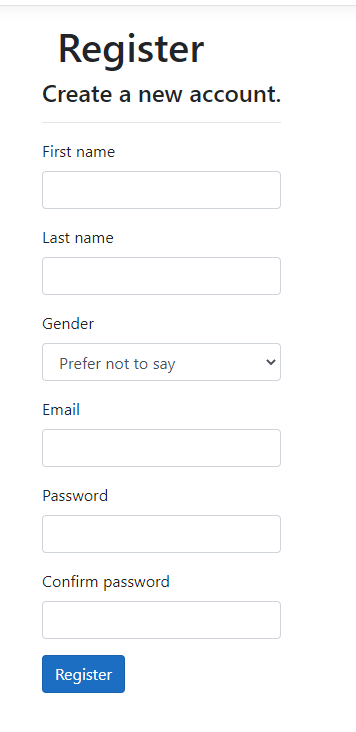 Register
Create a new account.
First name
Last name
Gender
Prefer not to say
Email
Password
Confirm password
Register